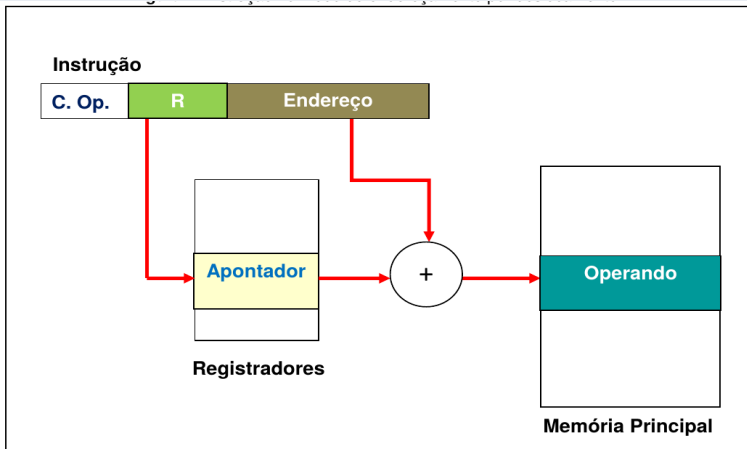 Instrução
C. Op. R Endereço
Apontador + Operando
Registradores
Memória Principal